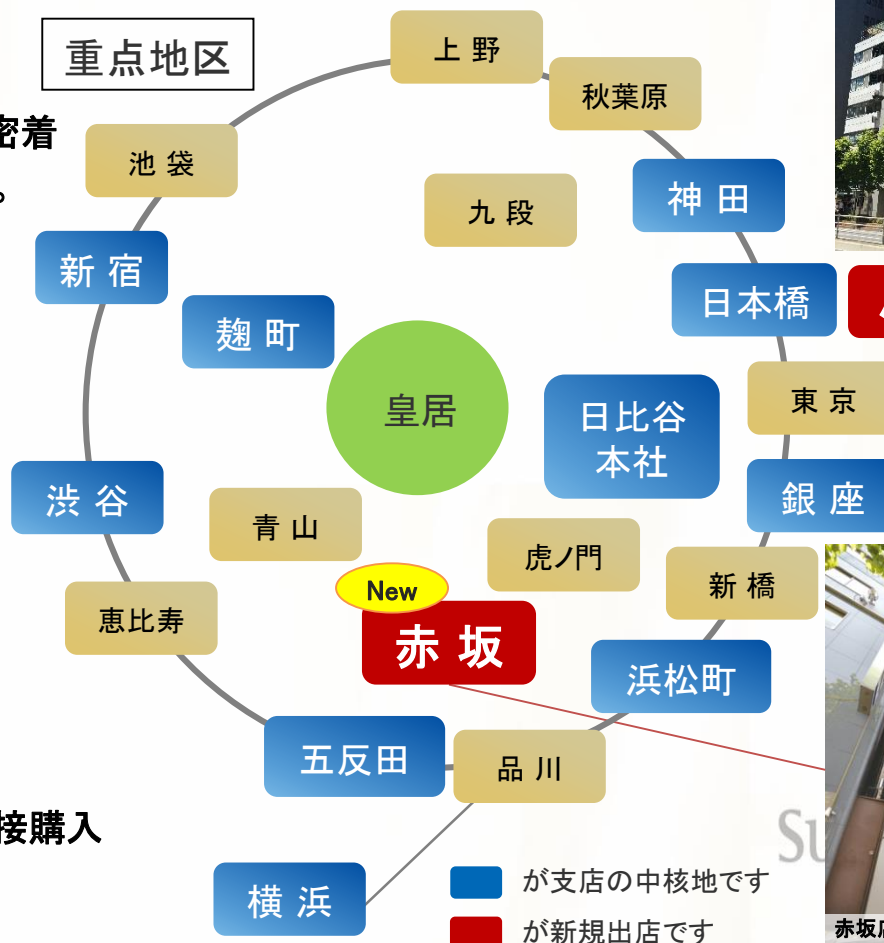 重点地区
上 野
秋葉原
密着
池 袋
神 田
。
九 段
新 宿
日本橋
麹 町
皇居
東 京
日比谷
本社
渋 谷
銀 座
青 山
虎ノ門
新 橋
New
恵比寿
赤 坂
浜松町
五反田
品 川
接購入
Su
横 浜
が支店の中核地です
が新規出店です
赤坂店